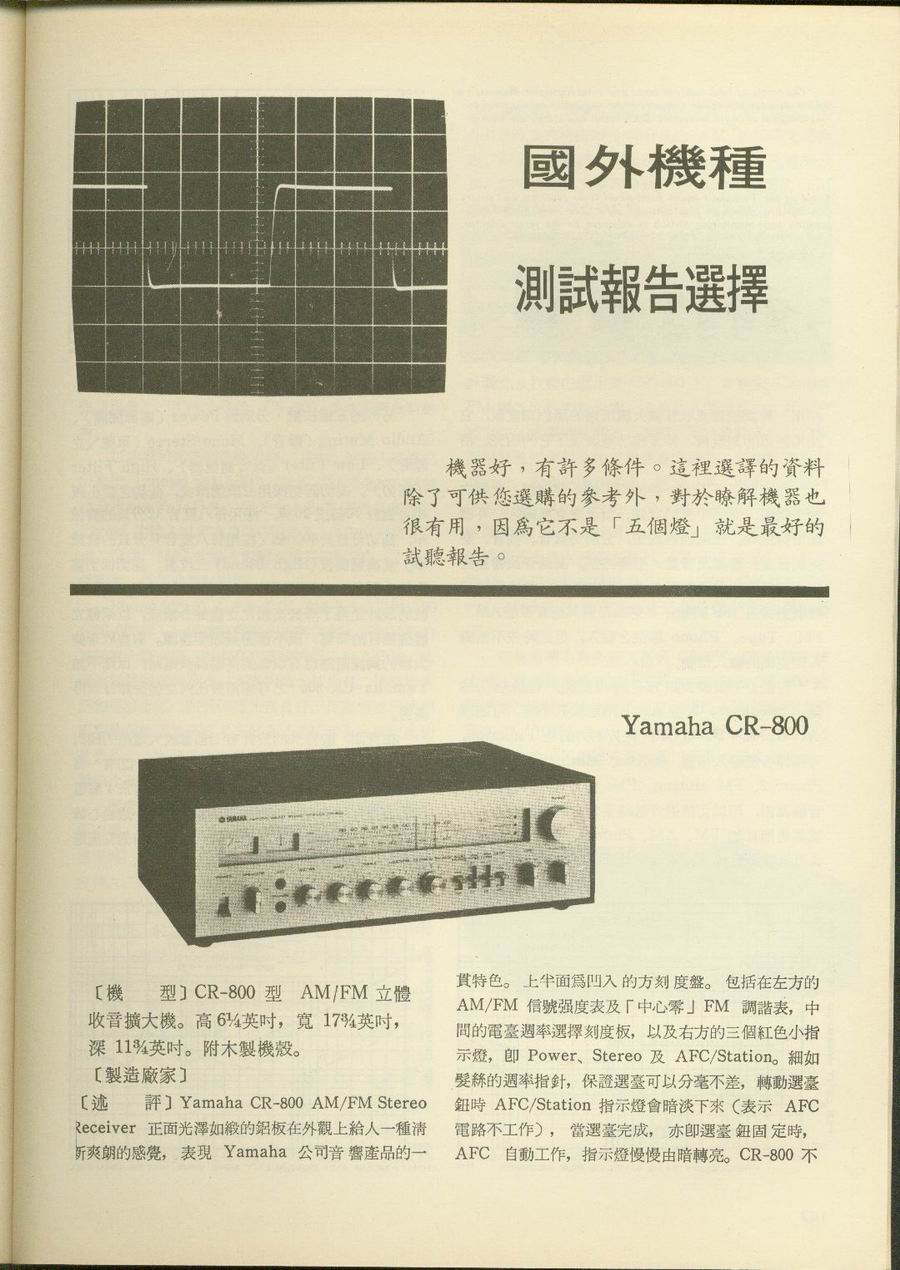 國外機種
測試報告選擇
機器好，有許多條件。這裡選譯的資料
除了可供您選購的參考外，對於瞭解機器也
很有用，因爲它不是「五個燈」就是最好的
試聽報告。
Yamaha CR-800
YAMAHA
〔機　型〕CR-800 型　AM/FM 立體
收音擴大機。高 6¼英吋，寬 17¾英吋，
深 11¾英吋。附木製機殼。
〔製造廠家〕
〔述　評〕Yamaha CR-800 AM/FM Stereo
Receiver 正面光澤如緞的鋁板在外觀上給人一種清
新爽朗的感覺，表現 Yamaha 公司音響產品的一
貫特色。上半面爲凹入的方刻度盤。包括在左方的
AM/FM 信號强度表及「中心零」FM 調諧表，中
間的電臺週率選擇刻度板，以及右方的三個紅色小指
示燈，卽 Power、Stereo 及 AFC/Station。細如
髮絲的週率指針，保證選臺可以分毫不差，轉動選臺
鈕時 AFC/Station 指示燈會暗淡下來（表示 AFC
電路不工作），當選臺完成，亦卽選臺鈕固定時，
AFC 自動工作，指示燈慢慢由暗轉亮。CR-800 不